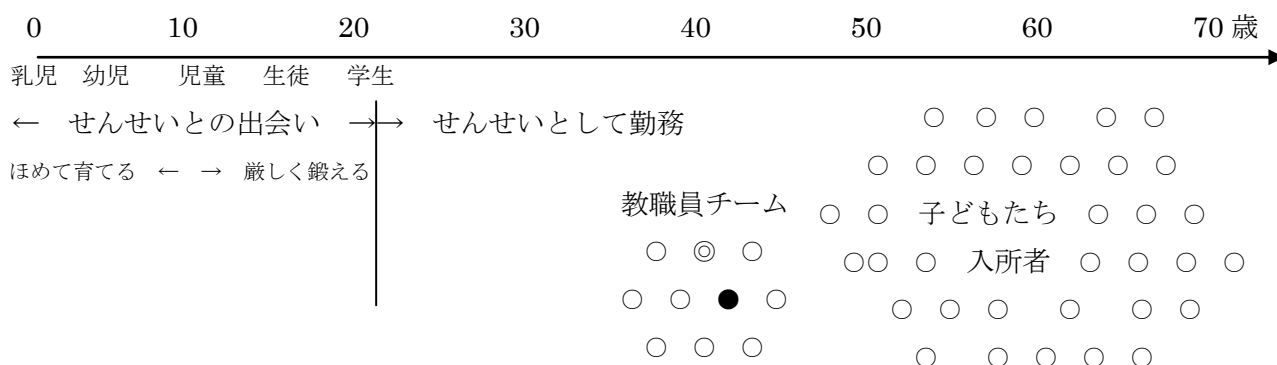 0 10 20 30 40 50 60 70 歳
乳児 幼児 児童 生徒 学生
← せんせいとの出会い →→ せんせいとして勤務
ほめて育てる ← → 厳しく鍛える
教職員チーム
子どもたち
入所者